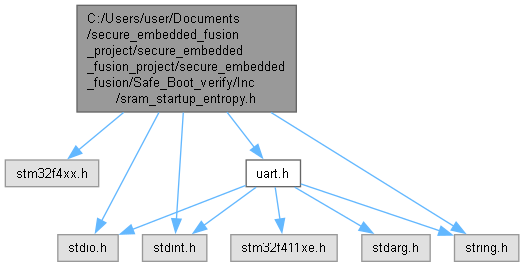 C:/Users/user/Documents
/secure_embedded_fusion
_project/secure_embedded
_fusion_project/secure_embedded
_fusion/Safe_Boot_verify/Inc
/sram_startup_entropy.h
stm32f4xx.h
uart.h
stdio.h
stdint.h
stm32f411xe.h
stdarg.h
string.h